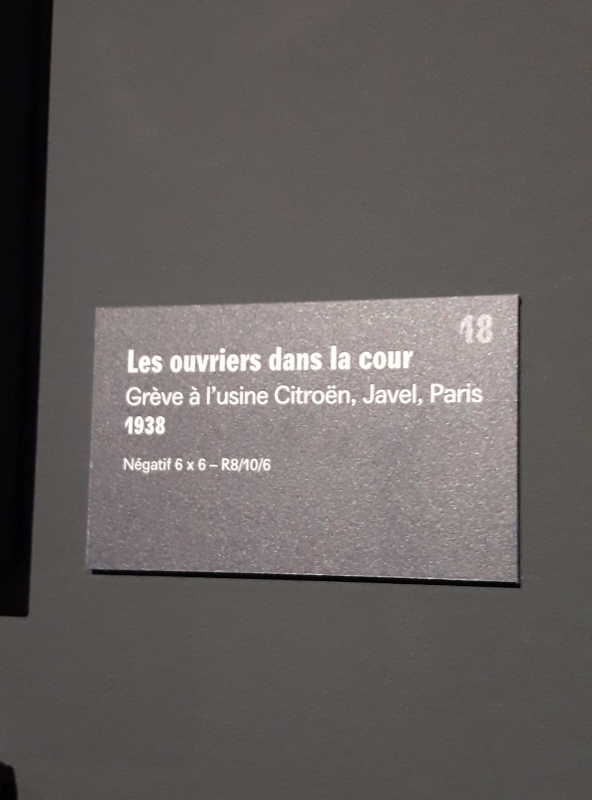 18
Les ouvriers dans la cour
Grève à l'usine Citroën, Javel, Paris
1938
Négatif 6 x 6 – R8/10/6